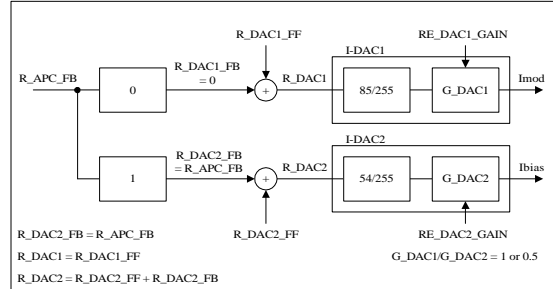 R_DAC1_FF
RE_DAC1_GAIN
I-DAC1
R_APC_FB
R_DAC1_FB
= 0
R_DAC1
Imod
0
+
85/255
G_DAC1
I-DAC2
R_DAC2_FB
= R_APC_FB
R_DAC2
Ibias
1
+
54/255
G_DAC2
R_DAC2_FF
RE_DAC2_GAIN
R_DAC2_FB = R_APC_FB
R_DAC1 = R_DAC1_FF
G_DAC1/G_DAC2 = 1 or 0.5
R_DAC2 = R_DAC2_FF + R_DAC2_FB